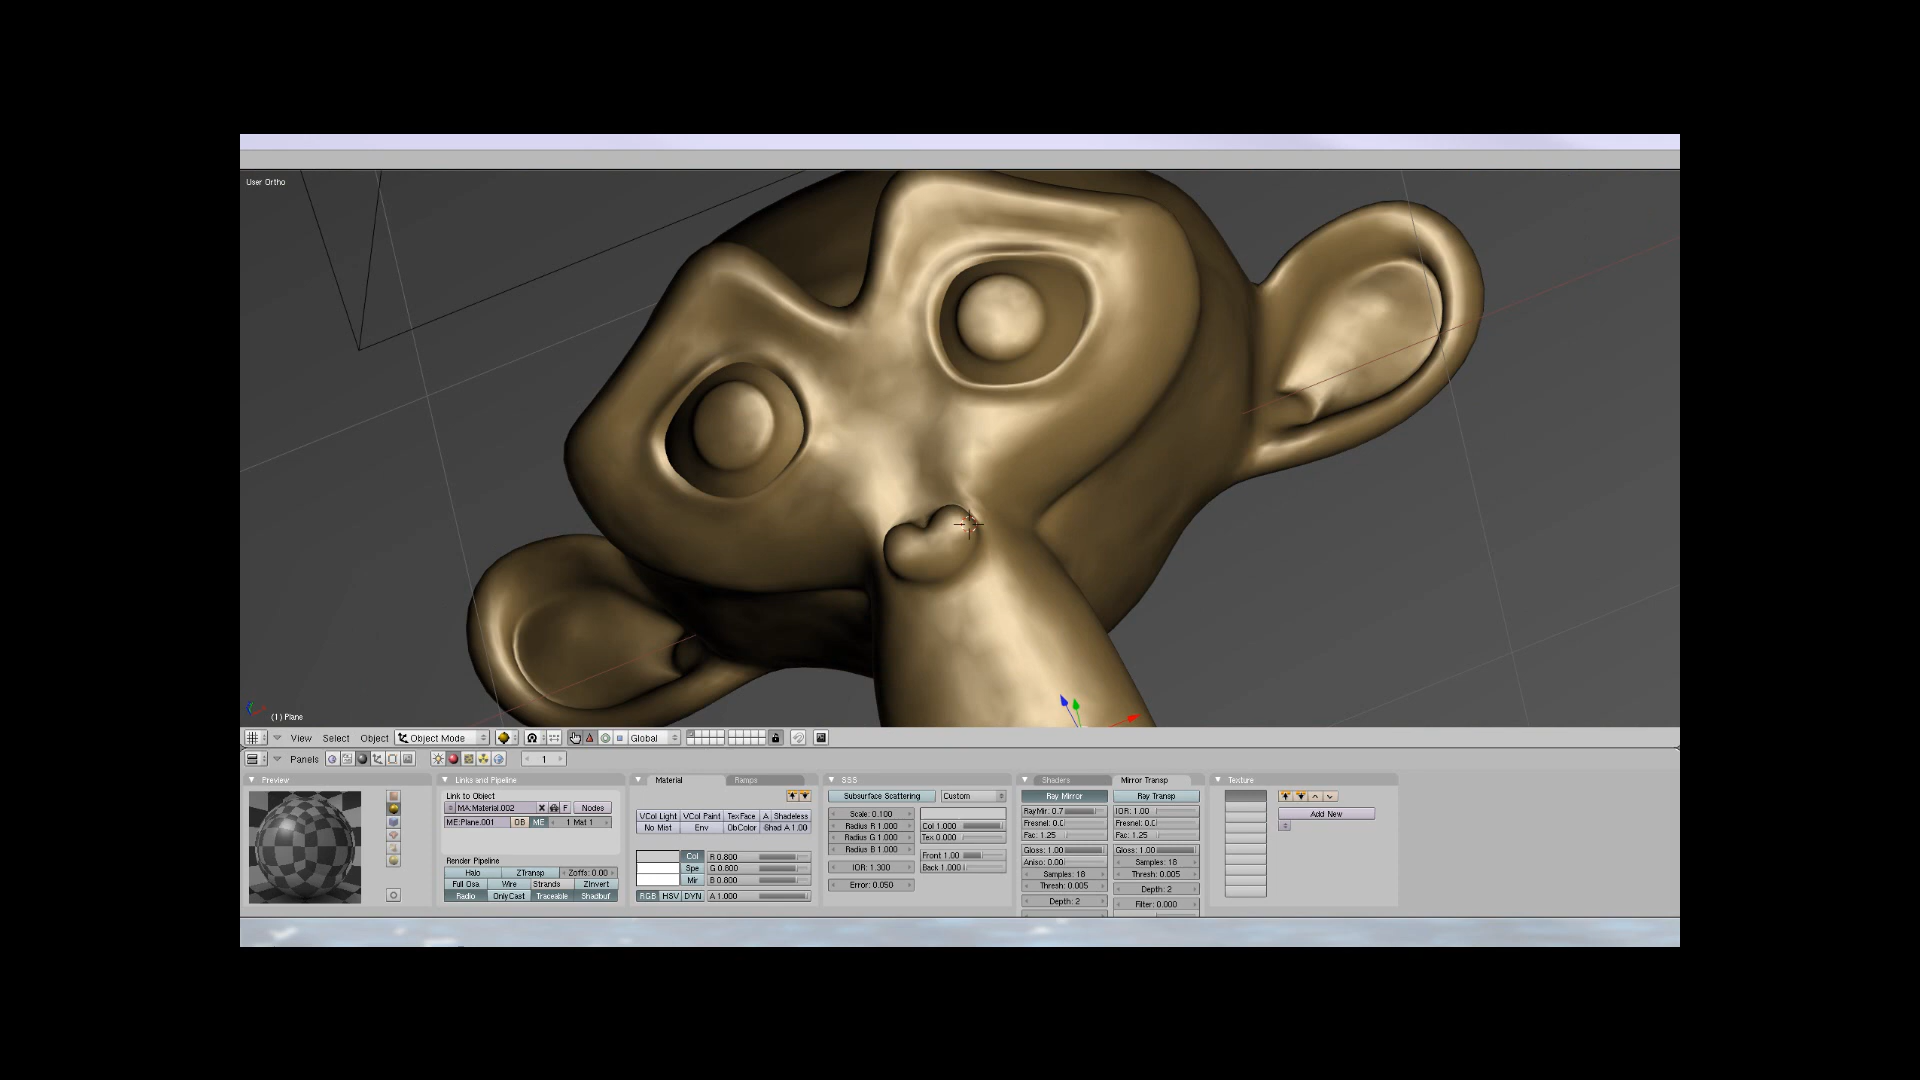 User Ortho
(1) Plane
View Select Object Object Mode Global
Panels 1
Preview
Links and Pipeline
Link to Object
MA:Material.002 F Nodes
ME:Plane.001 OB ME 1 Mat 1
Render Pipeline
Halo ZTransp Zoffs: 0.00
Full Osa Wire Strands ZInvert
Radio OnlyCast Traceable Shadbuf
Material Ramps
VCol Light VCol Paint TexFace A Shadeless
No Mist Env ObColor Shad A 1.00
Col R 0.800
Spe G 0.800
Mir B 0.800
RGB HSV DYN A 1.000
SSS
Subsurface Scattering Custom
Scale: 0.100
Radius R 1.000 Col 1.000
Radius G 1.000 Tex 0.000
Radius B 1.000 Front 1.00
IOR: 1.300 Back 1.000
Error: 0.050
Shaders Mirror Transp
Ray Mirror Ray Transp
RayMir: 0.7 IOR: 1.00
Fresnel: 0.( Fresnel: 0.(
Fac: 1.25 Fac: 1.25
Gloss: 1.00 Gloss: 1.00
Aniso: 0.00 Samples: 18
Samples: 18 Thresh: 0.005
Thresh: 0.005 Depth: 2
Depth: 2 Filter: 0.000
Texture
Add New